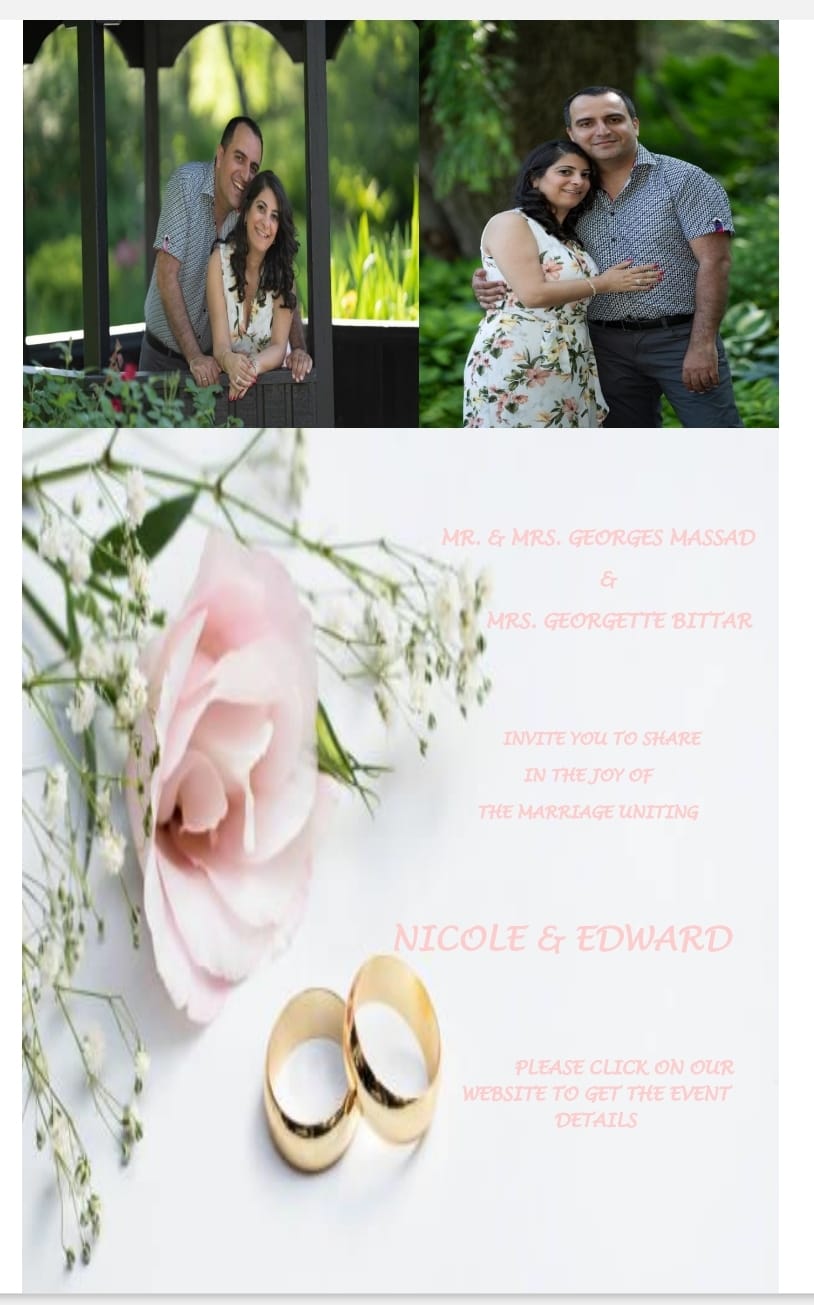 MR. & MRS. GEORGES MASSAD
&
MRS. GEORGETTE BITTAR
INVITE YOU TO SHARE
IN THE JOY OF
THE MARRIAGE UNITING
NICOLE & EDWARD
PLEASE CLICK ON OUR
WEBSITE TO GET THE EVENT
DETAILS